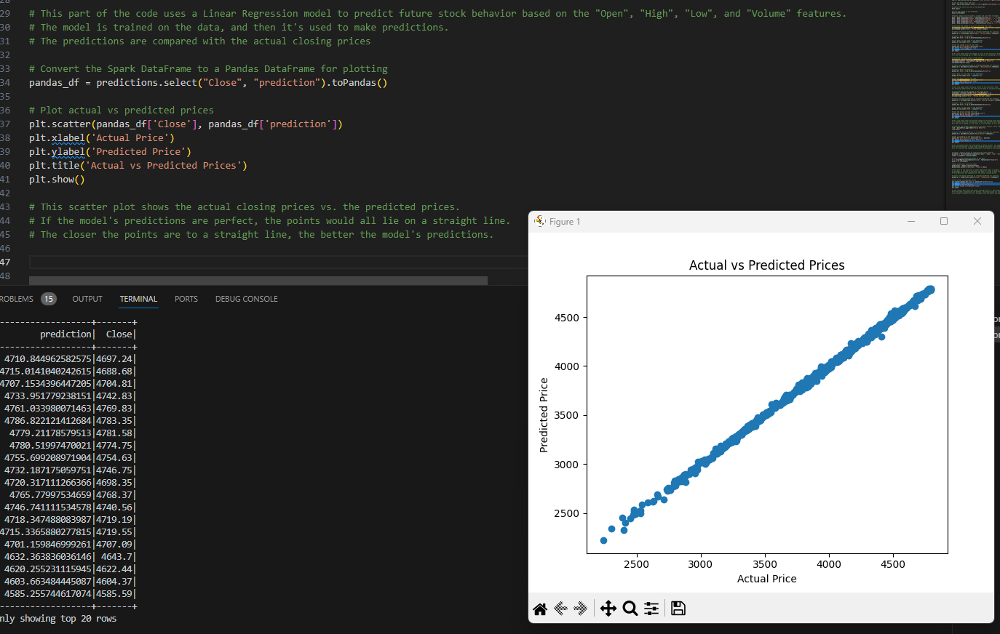 28
29 # This part of the code uses a Linear Regression model to predict future stock behavior based on the "Open", "High", "Low", and "Volume" features.
30 # The model is trained on the data, and then it's used to make predictions.
31 # The predictions are compared with the actual closing prices
32
33 # Convert the Spark DataFrame to a Pandas DataFrame for plotting
34 pandas_df = predictions.select("Close", "prediction").toPandas()
35
36 # Plot actual vs predicted prices
37 plt.scatter(pandas_df['Close'], pandas_df['prediction'])
38 plt.xlabel('Actual Price')
39 plt.ylabel('Predicted Price')
40 plt.title('Actual vs Predicted Prices')
41 plt.show()
42
43 # This scatter plot shows the actual closing prices vs. the predicted prices.
44 # If the model's predictions are perfect, the points would all lie on a straight line.
45 # The closer the points are to a straight line, the better the model's predictions.
46
47
48
ROBLEMS 15 OUTPUT TERMINAL PORTS DEBUG CONSOLE
-----------------+-------+
prediction| Close|
-----------------+-------+
4710.844962582575|4697.24|
4715.0141040242615|4688.68|
4707.1534396447205|4704.81|
4733.951779238151|4742.83|
4761.033980071463|4769.83|
4786.822121412684|4783.35|
4779.21178579513|4781.58|
4780.51997470021|4774.75|
4755.699208971904|4754.63|
4732.187175059751|4746.75|
4720.317111266366|4698.35|
4765.77997534659|4768.37|
4746.741111534578|4740.56|
4718.347488083987|4719.19|
4715.3365880277815|4719.55|
4701.159846999261|4707.09|
4632.363836036146| 4643.7|
4620.255231115945|4622.44|
4603.663484445087|4604.37|
4585.255744617074|4585.59|
-----------------+-------+
nly showing top 20 rows
Figure 1
Actual vs Predicted Prices
4500
4000
3500
3000
2500
Predicted Price
2500 3000 3500 4000 4500
Actual Price